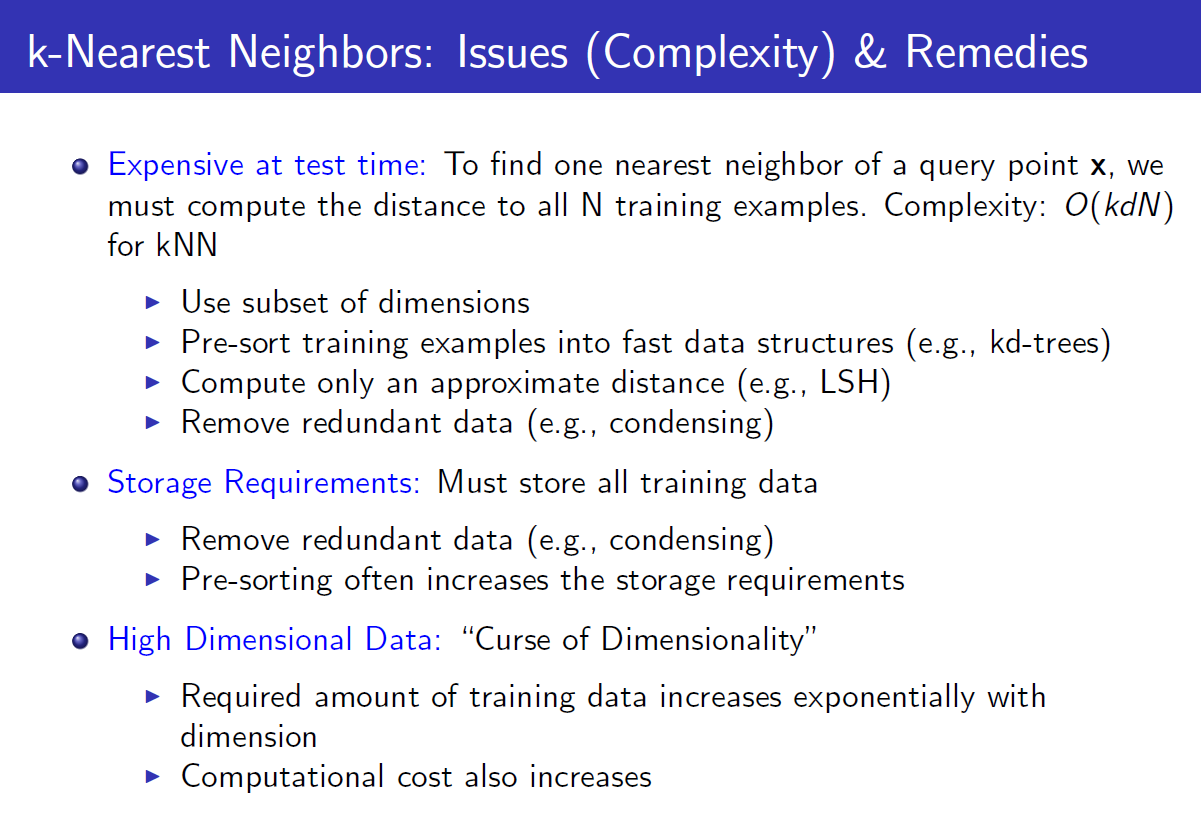 k-Nearest Neighbors: Issues (Complexity) & Remedies
Expensive at test time: To find one nearest neighbor of a query point x, we
must compute the distance to all N training examples. Complexity: O(kdN)
for kNN
Use subset of dimensions
Pre-sort training examples into fast data structures (e.g., kd-trees)
Compute only an approximate distance (e.g., LSH)
Remove redundant data (e.g., condensing)
Storage Requirements: Must store all training data
Remove redundant data (e.g., condensing)
Pre-sorting often increases the storage requirements
High Dimensional Data: “Curse of Dimensionality”
Required amount of training data increases exponentially with
dimension
Computational cost also increases